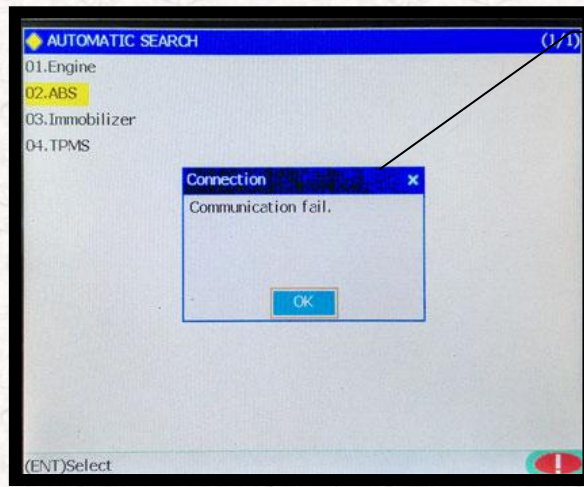 AUTOMATIC SEARCH (1/1)
01.Engine
02.ABS
03.Immobilizer
04.TPMS
Connection ×
Communication fail.
OK
(ENT)Select